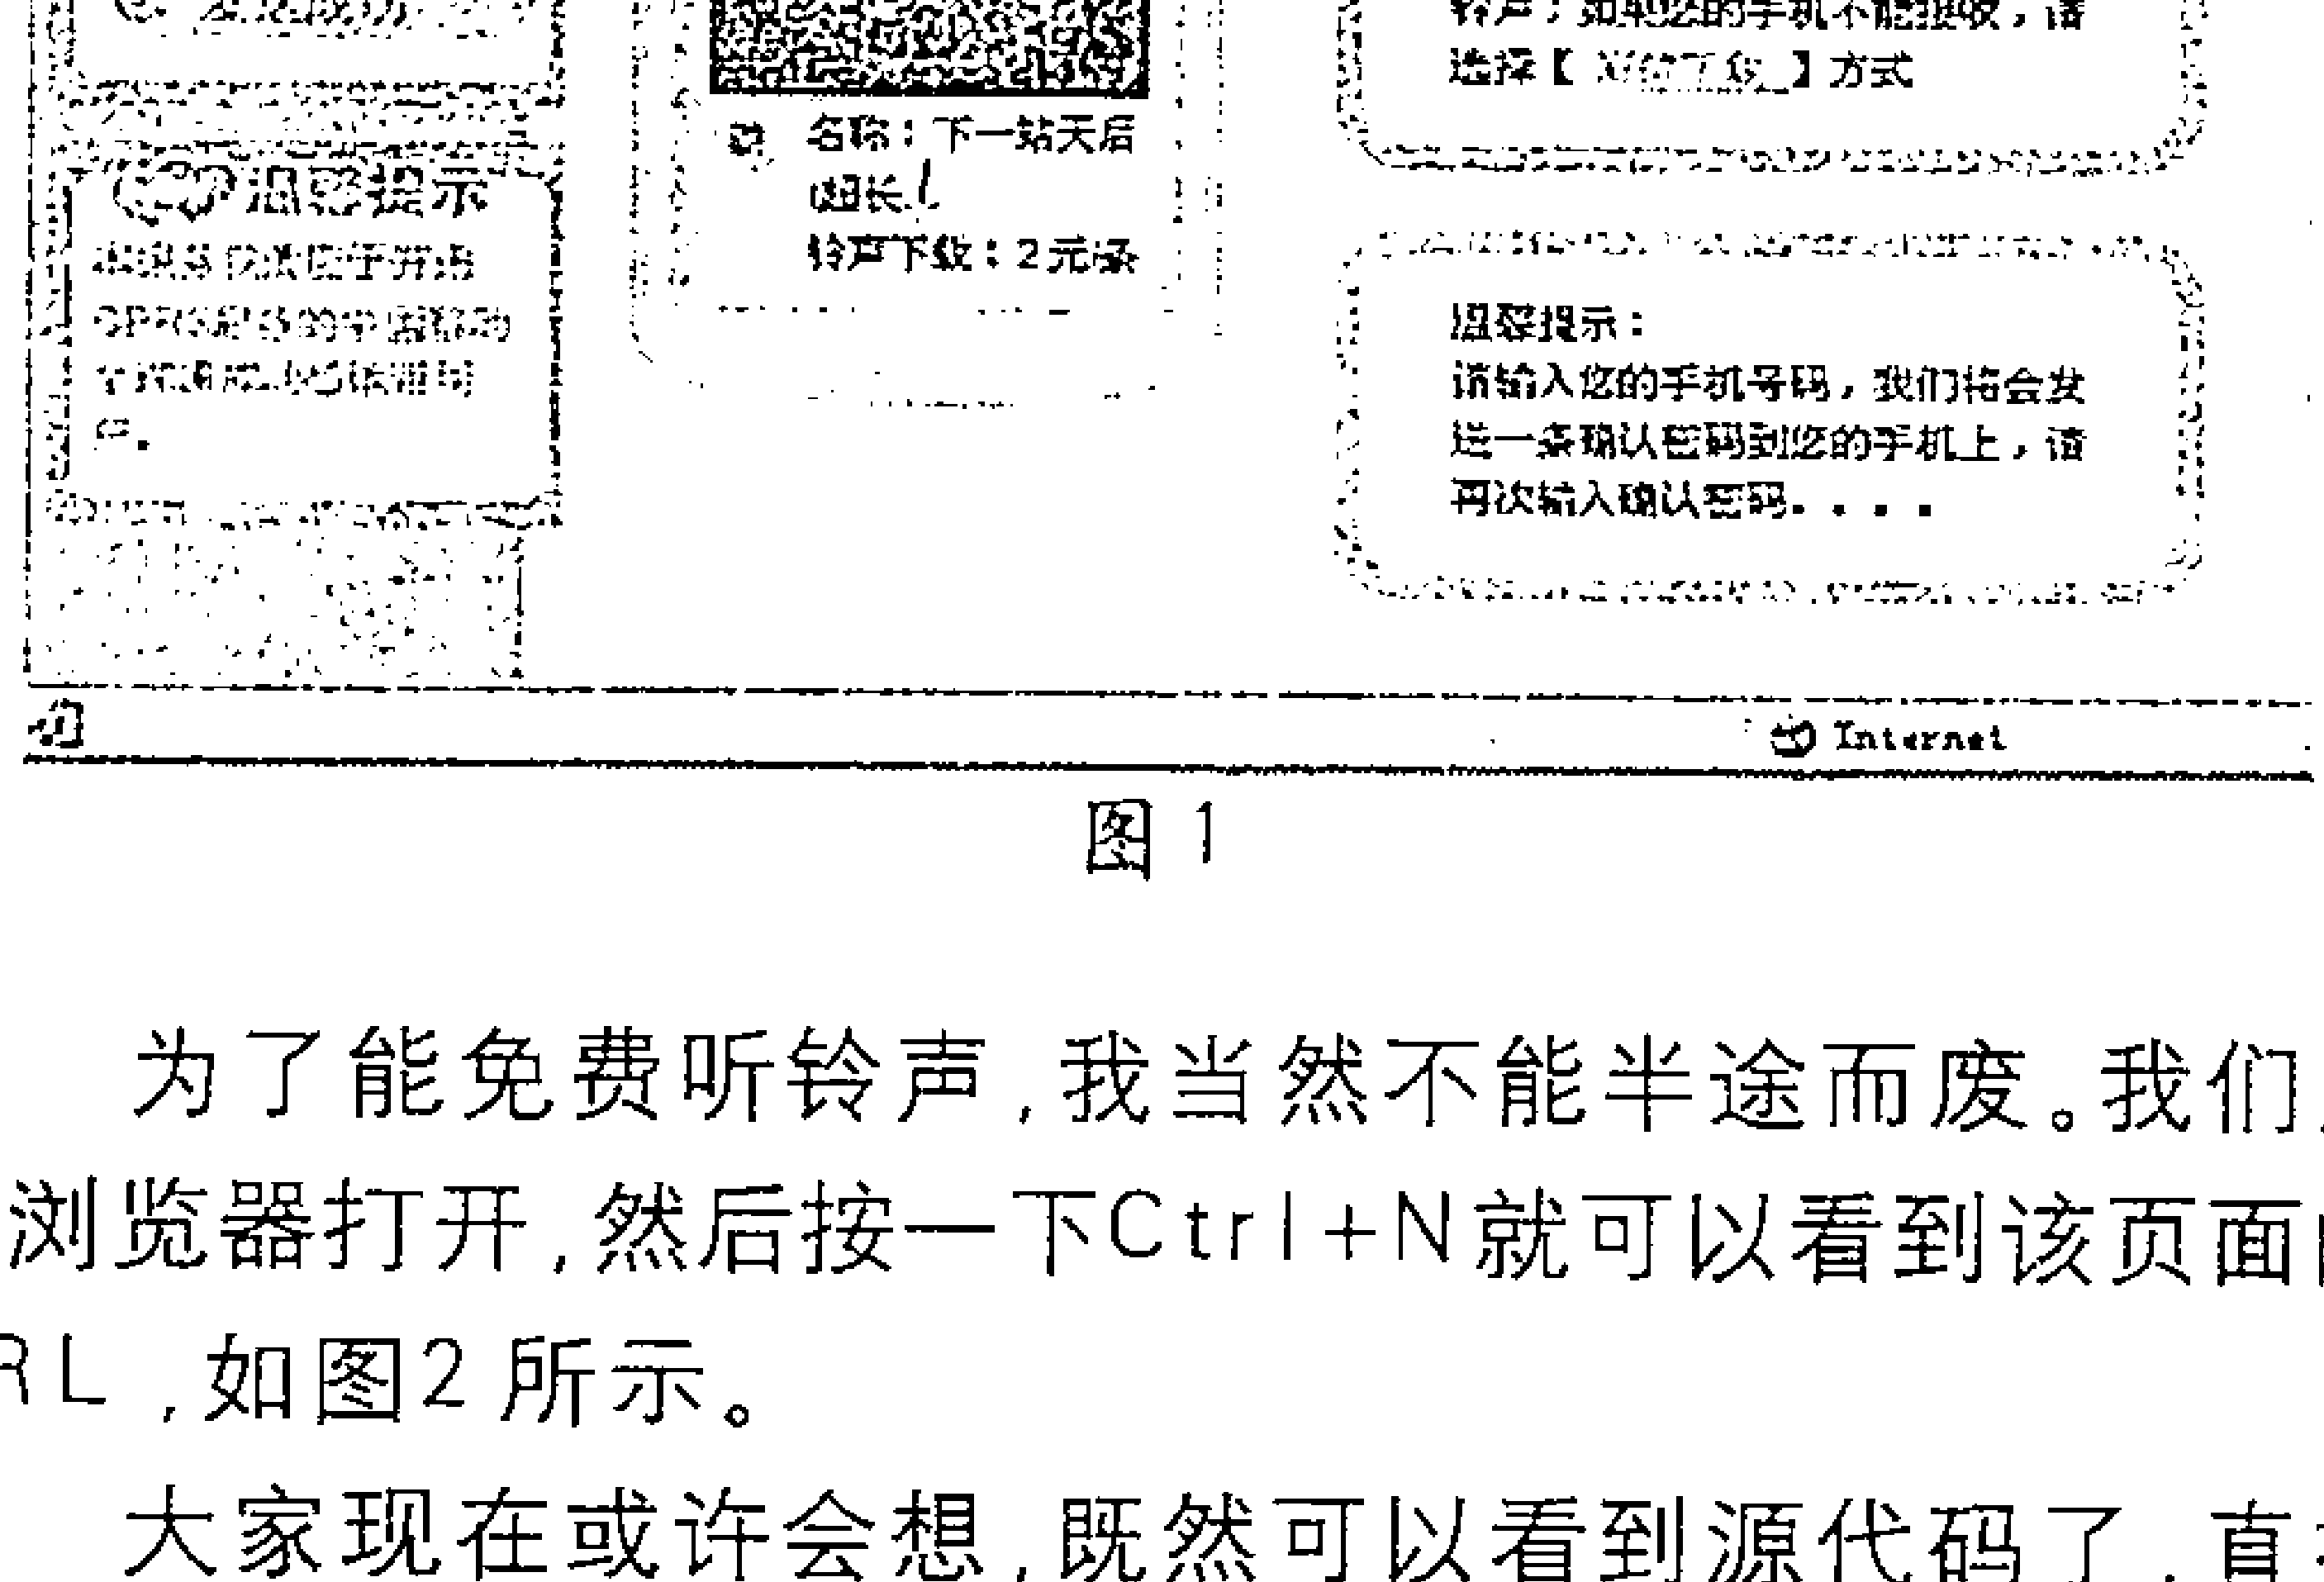 铃声；如果您的手机不能接收，请
选择【 】方式
名称：下一站天后
(超长)
铃声下载：2元/条
温馨提示
温馨提示：
请输入您的手机号码，我们将会发
送一条确认密码到您的手机上，请
再次输入确认密码. . . .
Internet
图 1
为了能免费听铃声,我当然不能半途而废。我们
浏览器打开,然后按一下Ctrl+N就可以看到该页面
RL,如图2 所示。
大家现在或许会想,既然可以看到源代码了,直